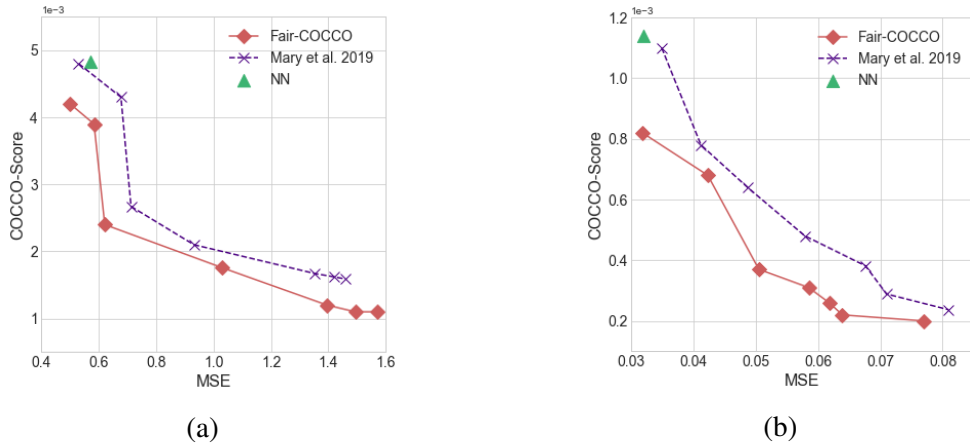 1e−3
Fair-COCCO
Mary et al. 2019
NN
5
4
3
2
1
COCCO-Score
0.4 0.6 0.8 1.0 1.2 1.4 1.6
MSE
(a)
1e−3
Fair-COCCO
Mary et al. 2019
NN
1.2
1.0
0.8
0.6
0.4
0.2
COCCO-Score
0.03 0.04 0.05 0.06 0.07 0.08
MSE
(b)